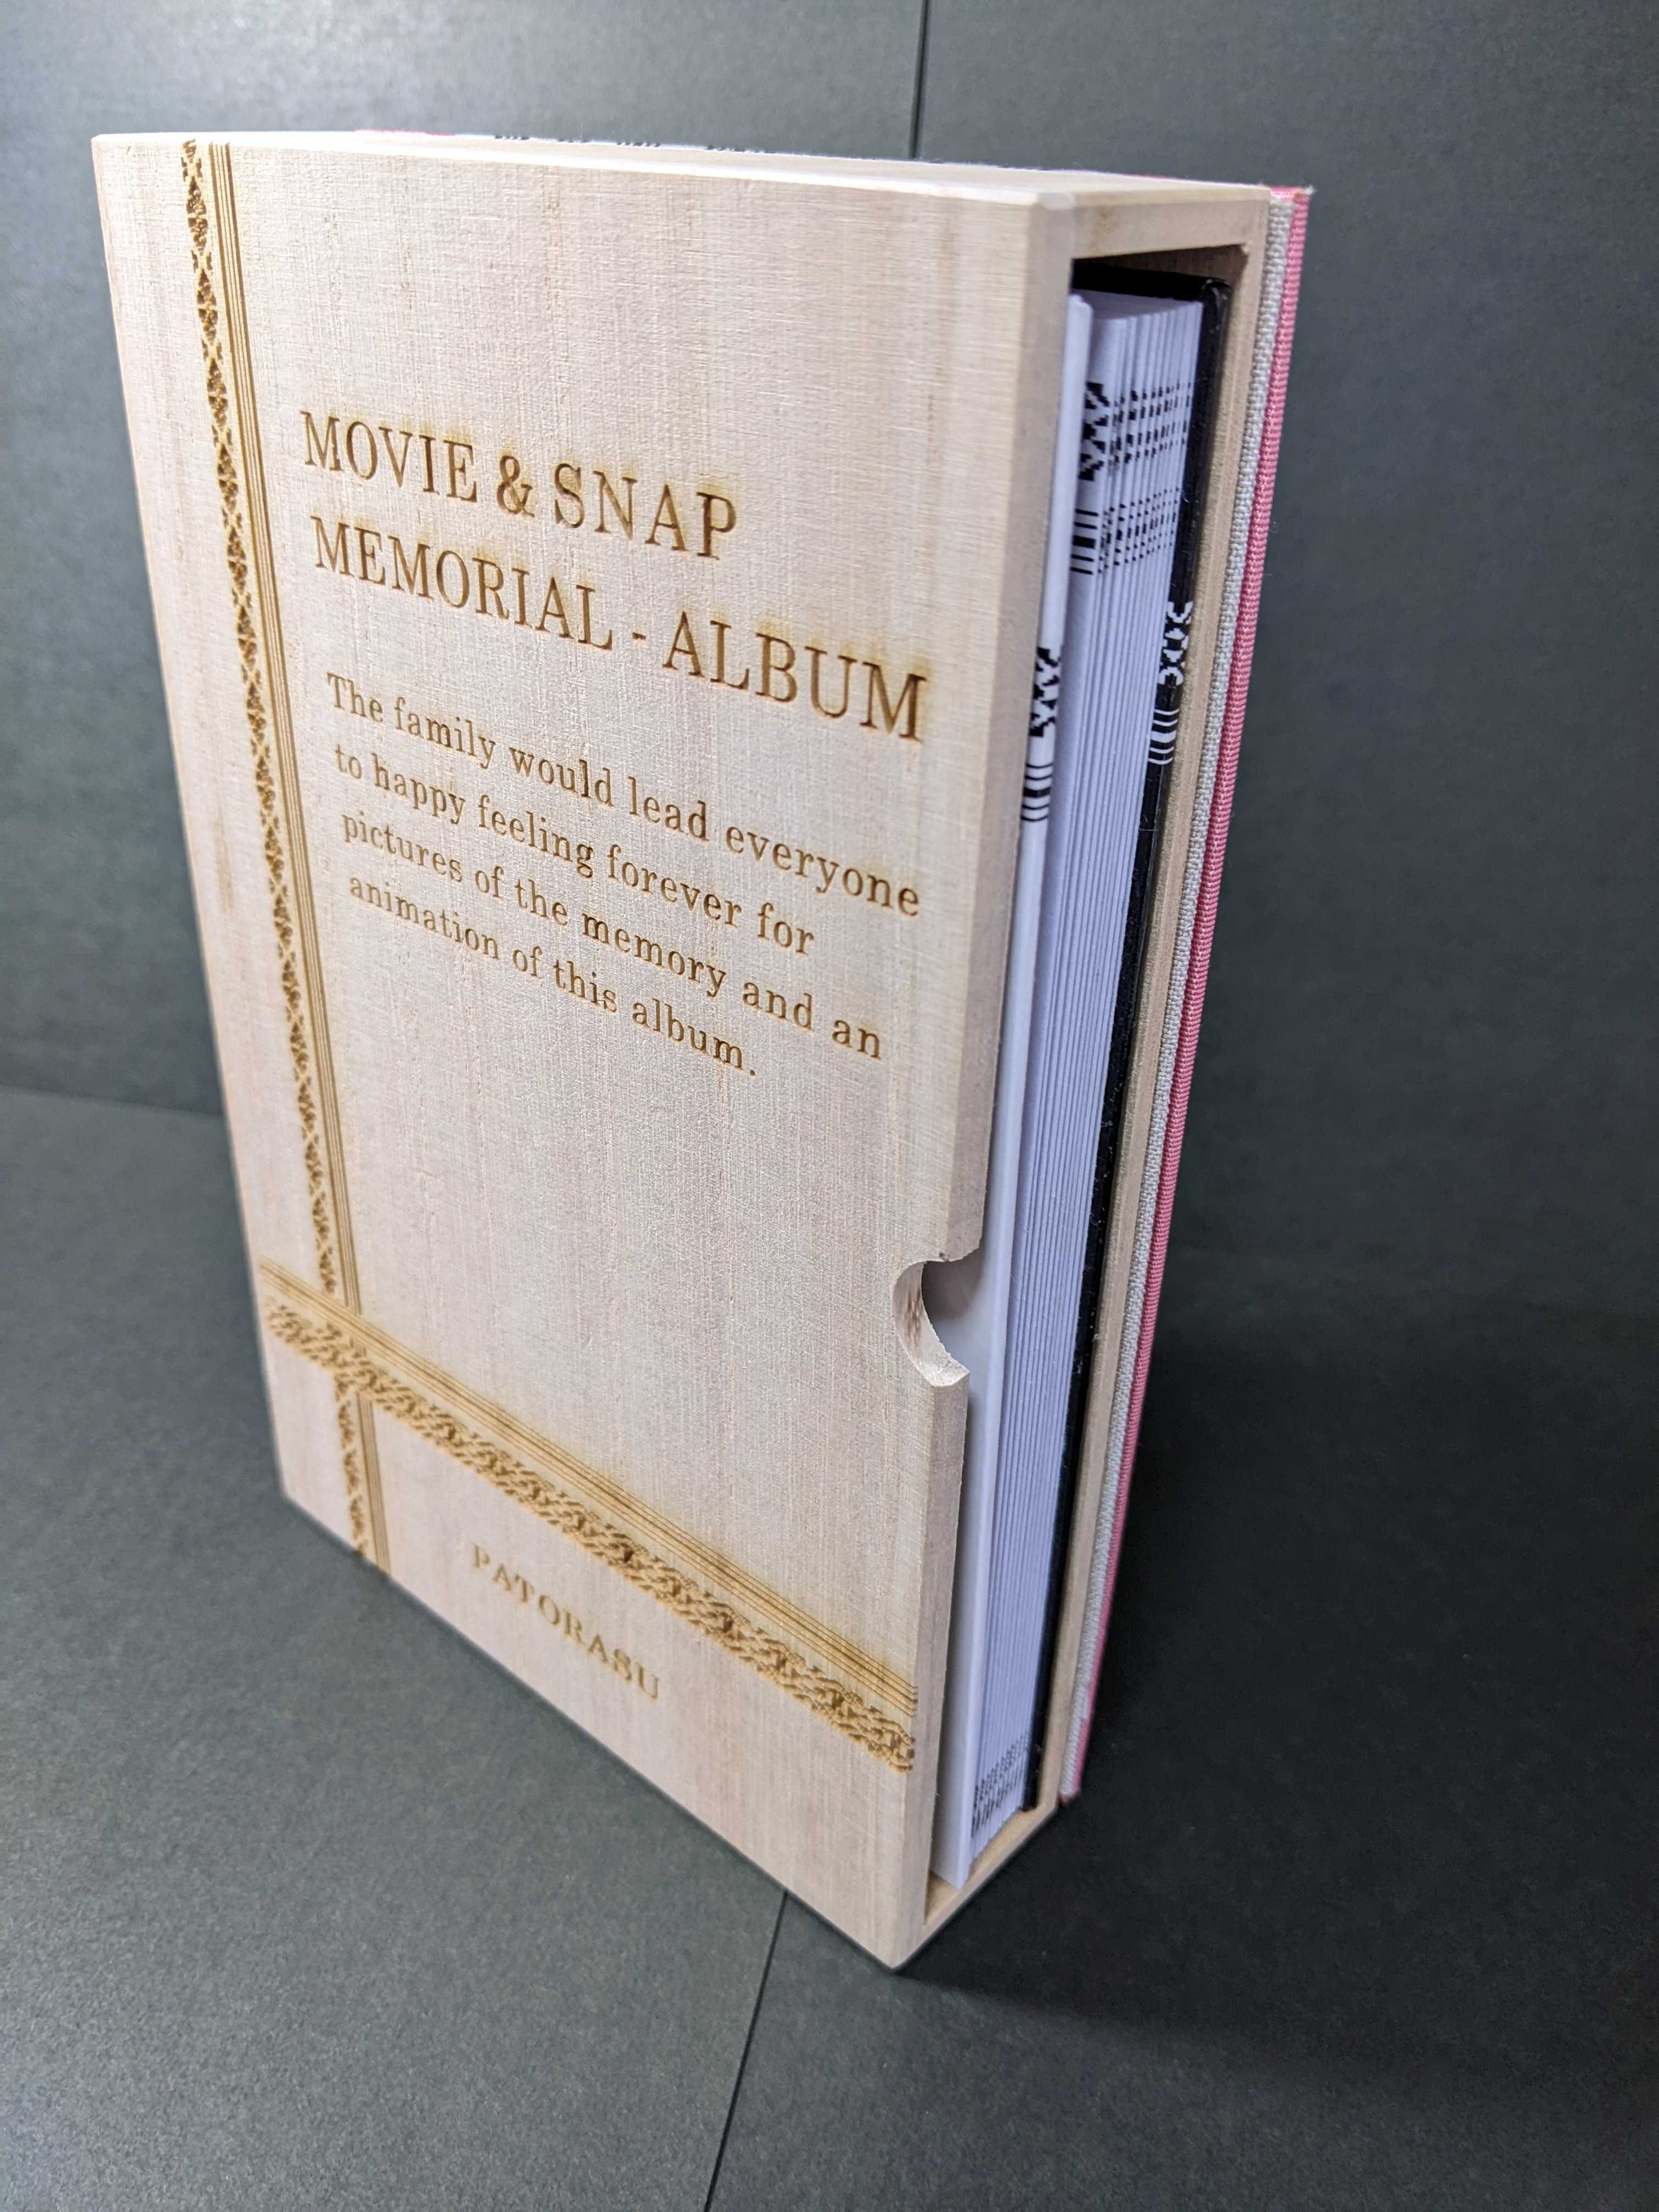 MOVIE & SNAP
MEMORIAL - ALBUM
The family would lead everyone
to happy feeling forever for
pictures of the memory and an
animation of this album.
PATORASU